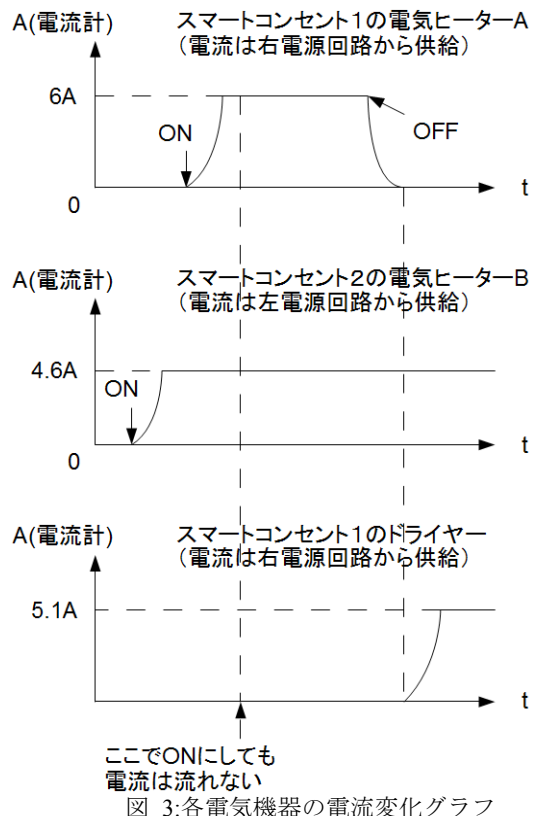 A(電流計)
スマートコンセント1の電気ヒーターA
(電流は右電源回路から供給)
6A
ON
OFF
0
t
A(電流計)
スマートコンセント2の電気ヒーターB
(電流は左電源回路から供給)
4.6A
ON
0
t
A(電流計)
スマートコンセント1のドライヤー
(電流は右電源回路から供給)
5.1A
t
ここでONにしても
電流は流れない
図 3:各電気機器の電流変化グラフ